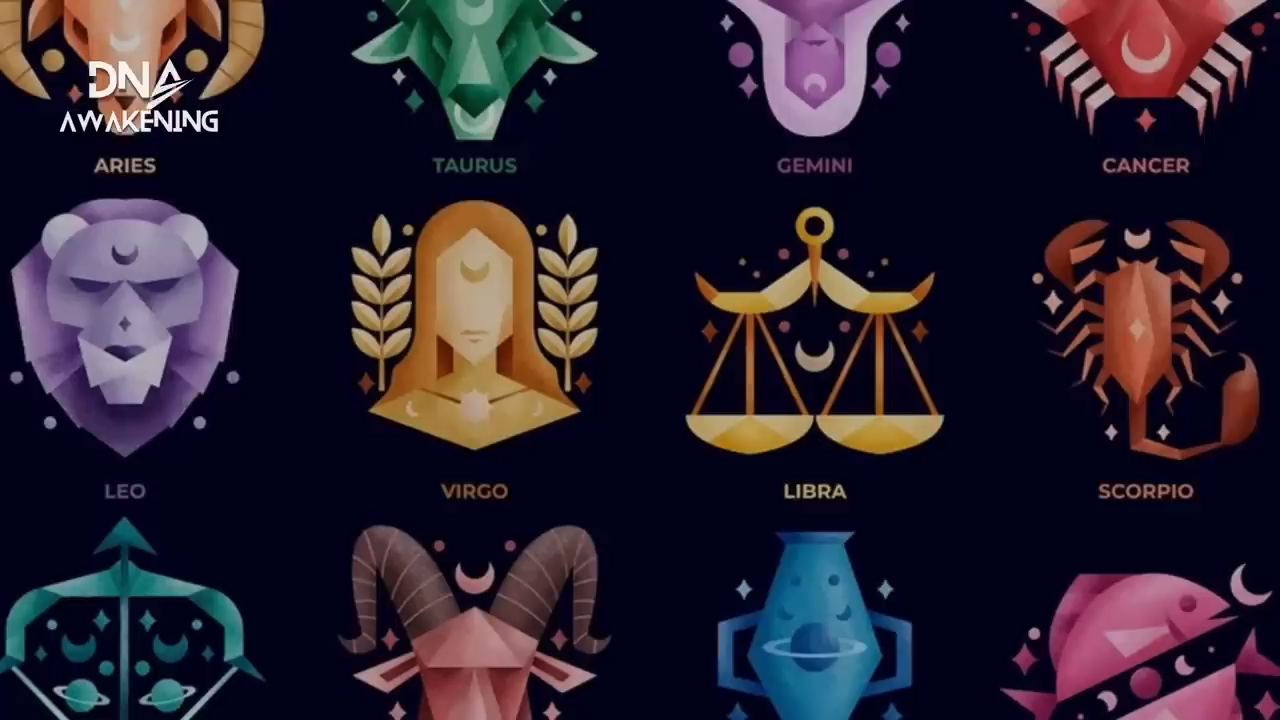 DNA
AWAKENING
ARIES
TAURUS
GEMINI
CANCER
LEO
VIRGO
LIBRA
SCORPIO